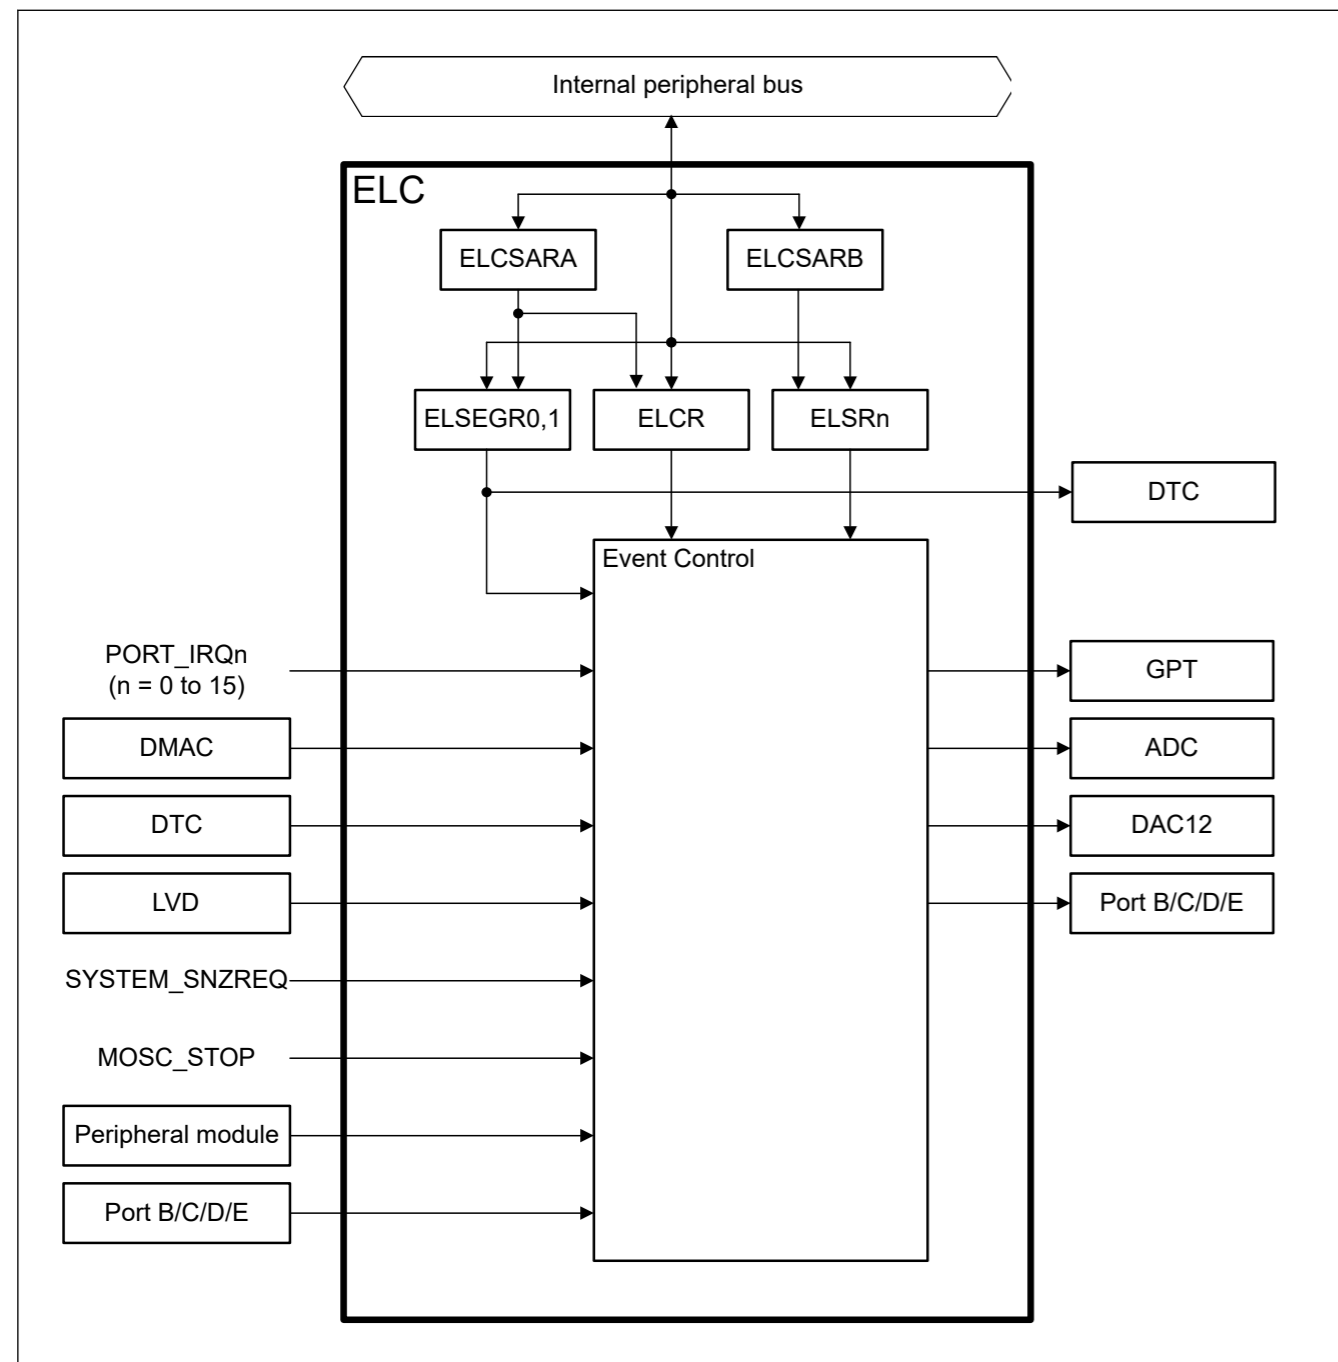 Internal peripheral bus
ELC
ELCSARA
ELCSARB
ELSEGR0,1
ELCR
ELSRn
DTC
Event Control
PORT_IRQn
(n = 0 to 15)
GPT
DMAC
ADC
DTC
DAC12
LVD
Port B/C/D/E
SYSTEM_SNZREQ
MOSC_STOP
Peripheral module
Port B/C/D/E